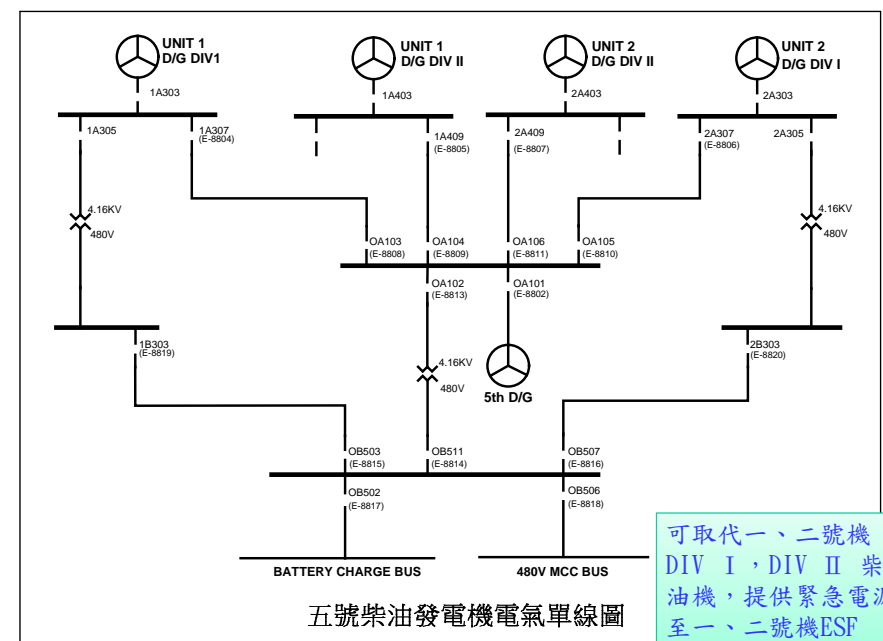 UNIT 1
D/G DIV1
UNIT 1
D/G DIV II
UNIT 2
D/G DIV II
UNIT 2
D/G DIV I
1A303
1A403
2A403
2A303
1A305
1A307
(E-8804)
1A409
(E-8805)
2A409
(E-8807)
2A307
(E-8806)
2A305
4.16KV
480V
4.16KV
480V
OA103
(E-8808)
OA104
(E-8809)
OA106
(E-8811)
OA105
(E-8810)
OA102
(E-8813)
OA101
(E-8802)
1B303
(E-8819)
2B303
(E-8820)
4.16KV
480V
5th D/G
OB503
(E-8815)
OB511
(E-8814)
OB507
(E-8816)
OB502
(E-8817)
OB506
(E-8818)
BATTERY CHARGE BUS
480V MCC BUS
五號柴油發電機電氣單線圖
可取代一、二號機
DIV Ⅰ，DIV Ⅱ 柴
油機，提供緊急電源
至一、二號機ESF